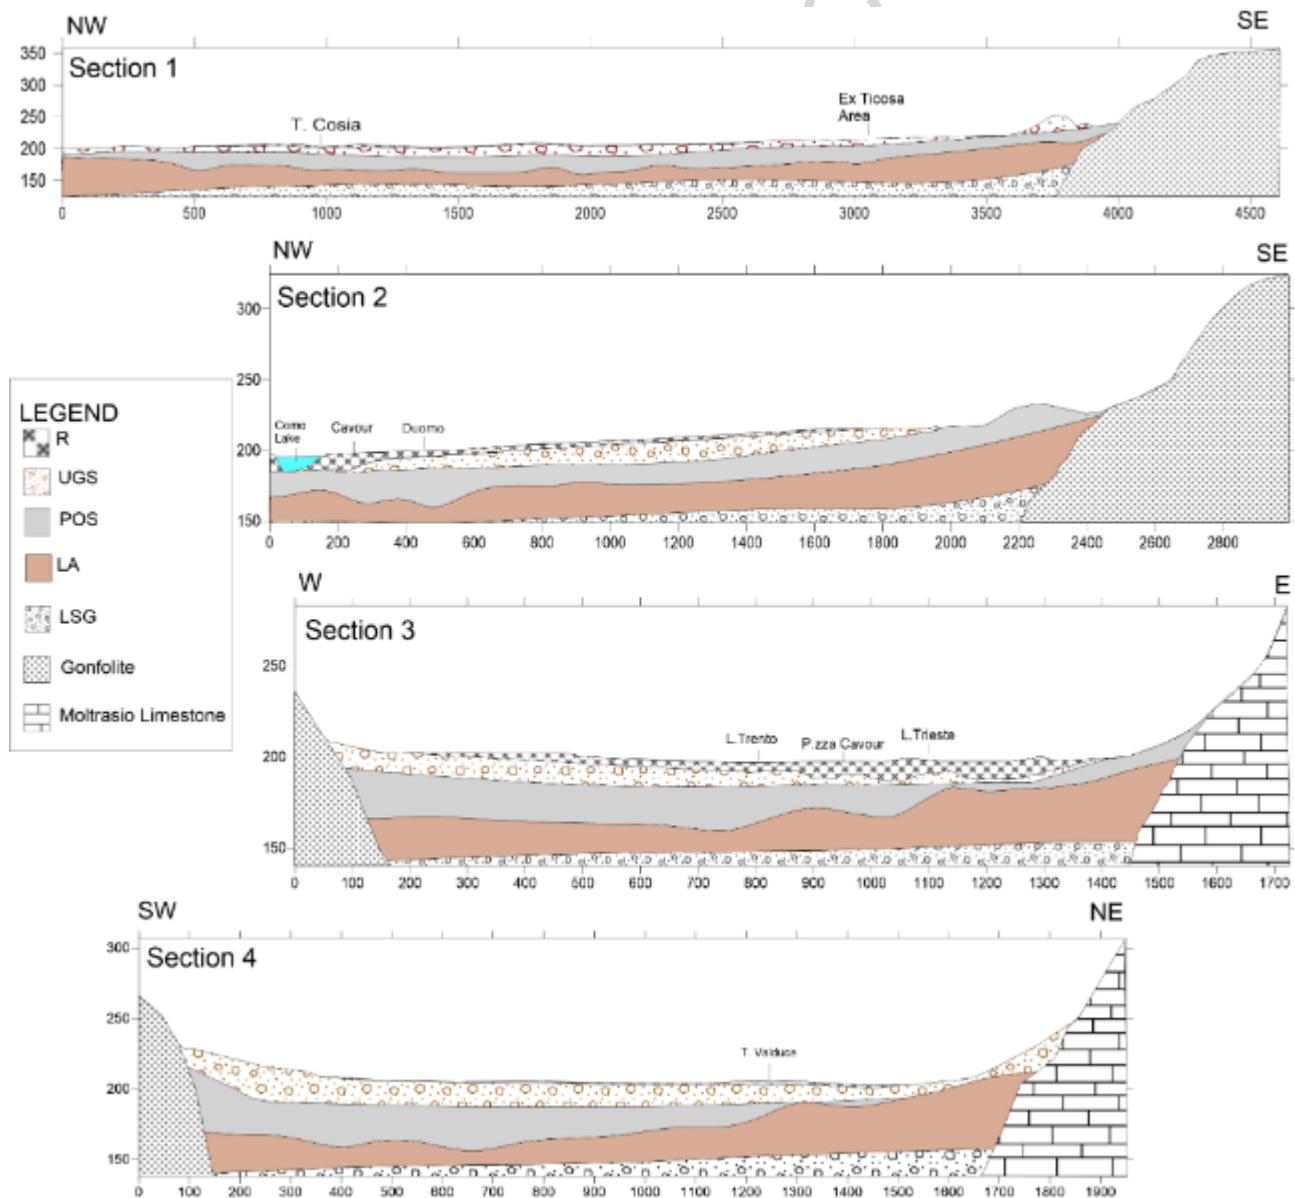 NW SE
Section 1
350
300
250
200
150
T. Cosia
Ex Ticosa
Area
0 500 1000 1500 2000 2500 3000 3500 4000 4500
NW SE
Section 2
300
250
200
150
Como
Lake
Cavour
Duomo
0 200 400 600 800 1000 1200 1400 1600 1800 2000 2200 2400 2600 2800
LEGEND
R
UGS
POS
LA
LSG
Gonfolite
Moltrasio Limestone
W E
Section 3
250
200
150
L.Trento
P.zza Cavour
L.Trieste
0 100 200 300 400 500 600 700 800 900 1000 1100 1200 1300 1400 1500 1600 1700
SW NE
Section 4
300
250
200
150
T. Valduce
0 100 200 300 400 500 600 700 800 900 1000 1100 1200 1300 1400 1500 1600 1700 1800 1900